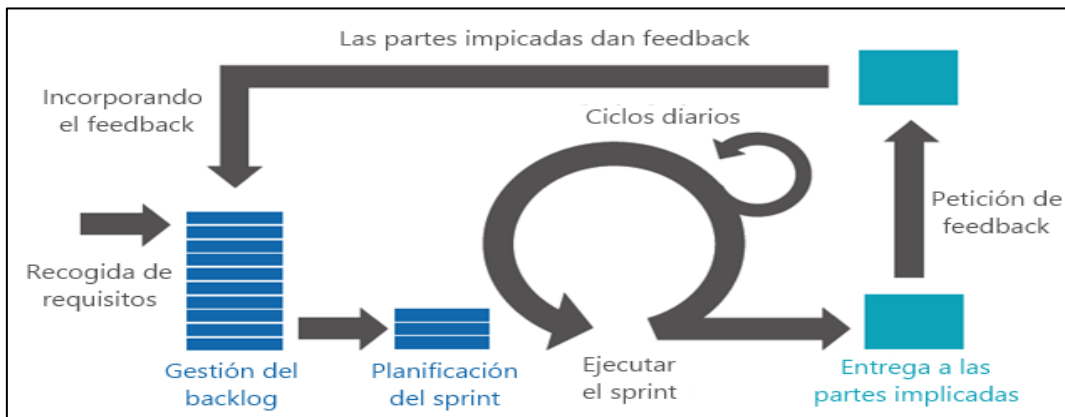 Las partes impicadas dan feedback
Incorporando
el feedback
Ciclos diarios
Petición de
feedback
Recogida de
requisitos
Gestión del
backlog
Planificación
del sprint
Ejecutar
el sprint
Entrega a las
partes implicadas